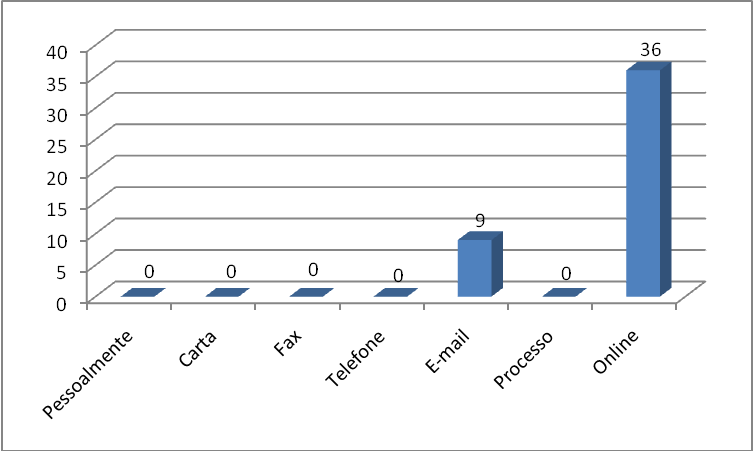 40
35
30
25
20
15
10
5
0
0
0
0
0
9
0
36
Pessoalmente
Carta
Fax
Telefone
E-mail
Processo
Online